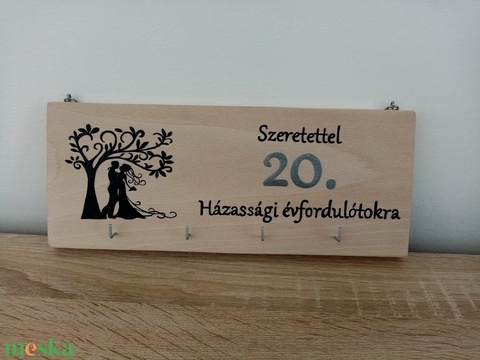 Szeretettel
20.
Házassági évfordulótokra
meska